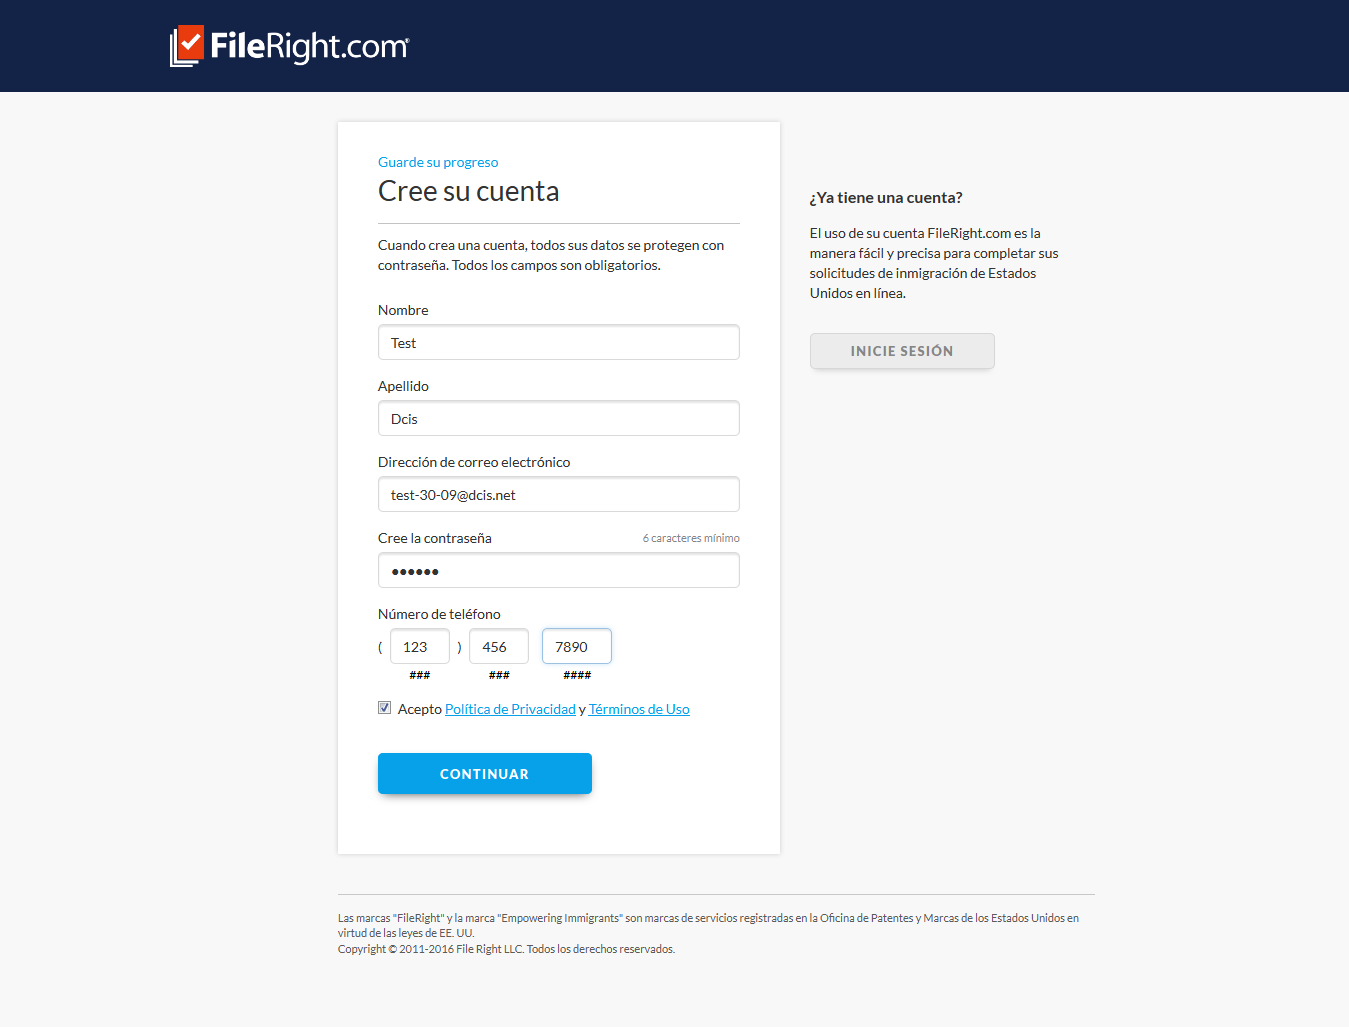 FileRight.com®
Guarde su progreso
Cree su cuenta
Cuando crea una cuenta, todos sus datos se protegen con
contraseña. Todos los campos son obligatorios.
Nombre
Test
Apellido
Dcis
Dirección de correo electrónico
test-30-09@dcis.net
Cree la contraseña 6 caracteres mínimo
●●●●●●
Número de teléfono
( 123 ) 456 7890
### ### ####
Acepto Política de Privacidad y Términos de Uso
CONTINUAR
¿Ya tiene una cuenta?
El uso de su cuenta FileRight.com es la
manera fácil y precisa para completar sus
solicitudes de inmigración de Estados
Unidos en línea.
INICIE SESIÓN
Las marcas "FileRight" y la marca "Empowering Immigrants" son marcas de servicios registradas en la Oficina de Patentes y Marcas de los Estados Unidos en
virtud de las leyes de EE. UU.
Copyright © 2011-2016 File Right LLC. Todos los derechos reservados.